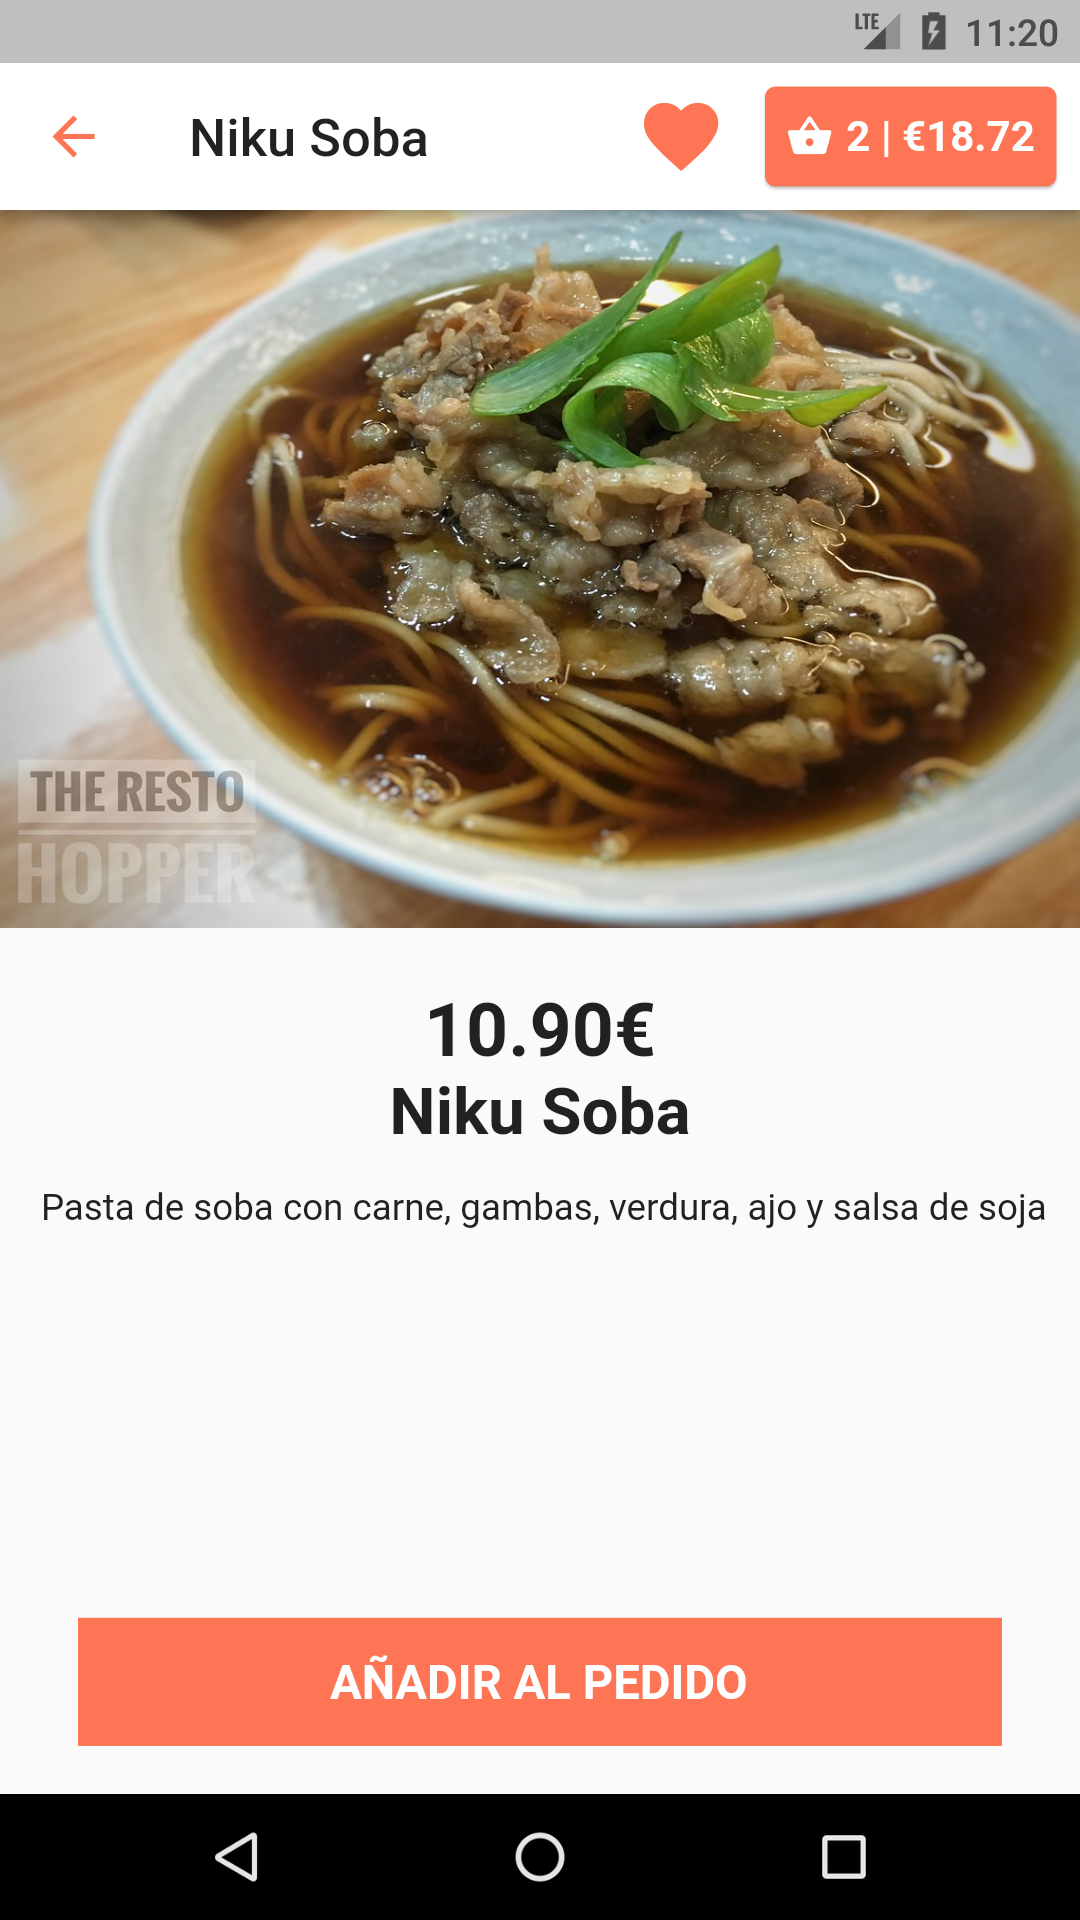 LTE 11:20
Niku Soba 2 | €18.72
THE RESTO
HOPPER
10.90€
Niku Soba
Pasta de soba con carne, gambas, verdura, ajo y salsa de soja
AÑADIR AL PEDIDO